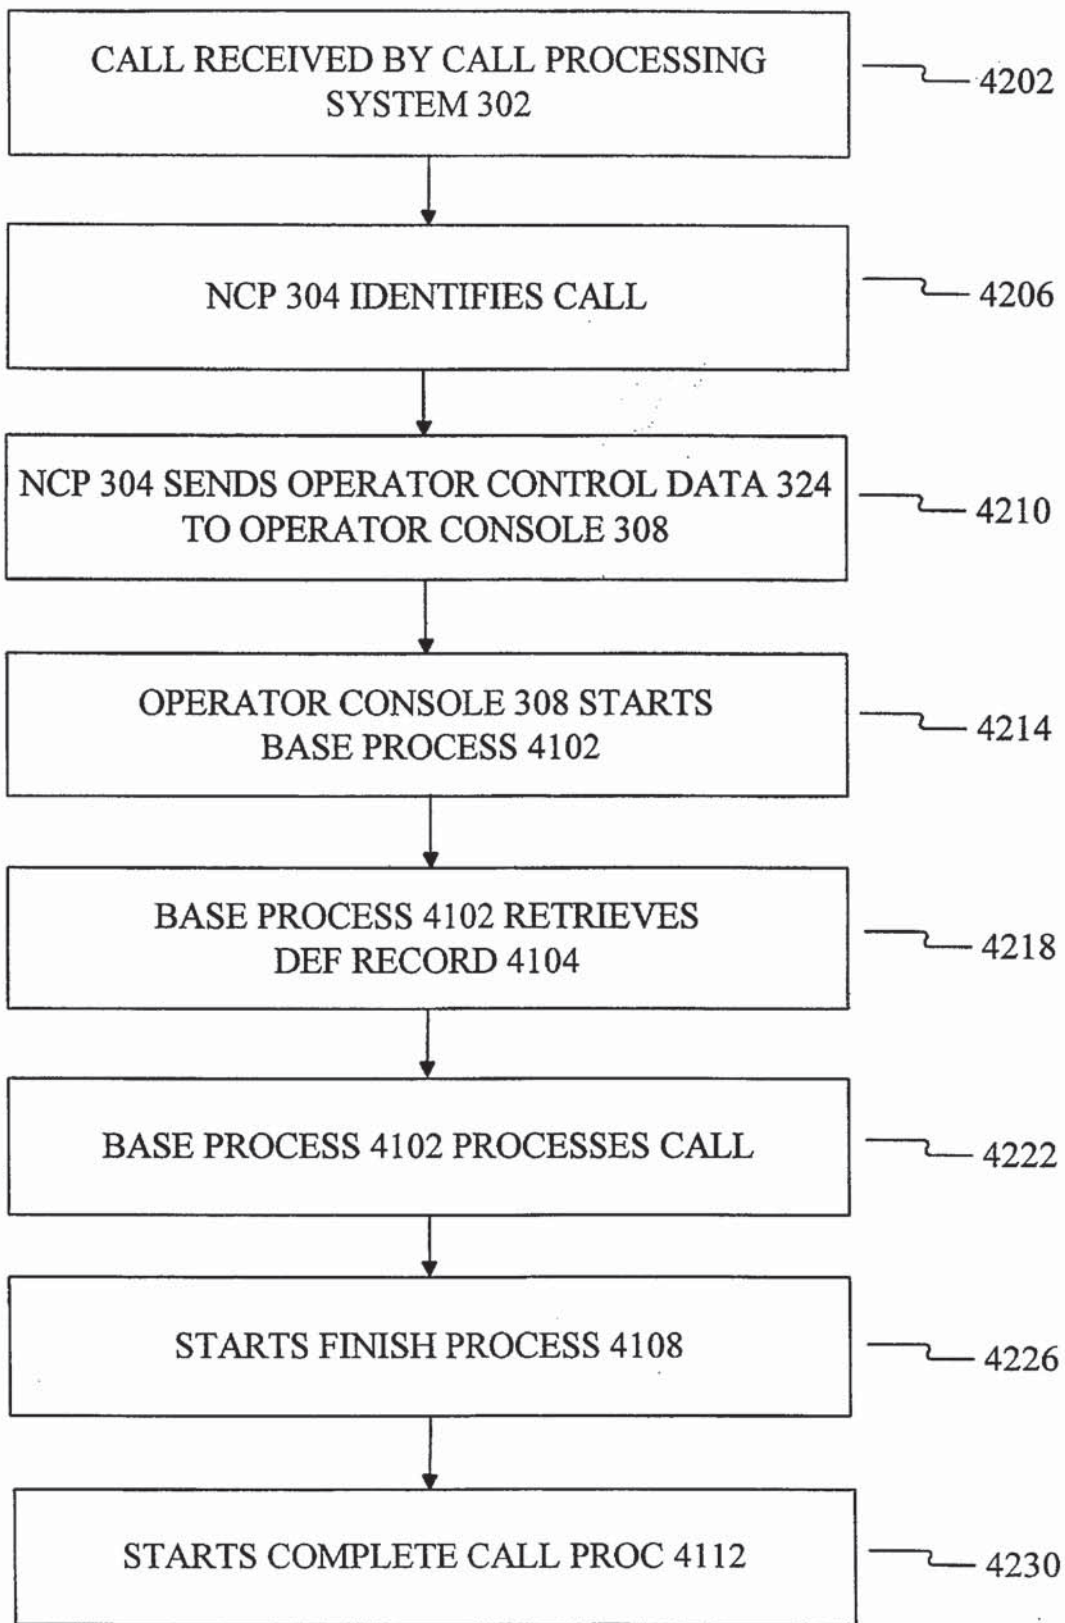 CALL RECEIVED BY CALL PROCESSING
SYSTEM 302
4202
NCP 304 IDENTIFIES CALL
4206
NCP 304 SENDS OPERATOR CONTROL DATA 324
TO OPERATOR CONSOLE 308
4210
OPERATOR CONSOLE 308 STARTS
BASE PROCESS 4102
4214
BASE PROCESS 4102 RETRIEVES
DEF RECORD 4104
4218
BASE PROCESS 4102 PROCESSES CALL
4222
STARTS FINISH PROCESS 4108
4226
STARTS COMPLETE CALL PROC 4112
4230